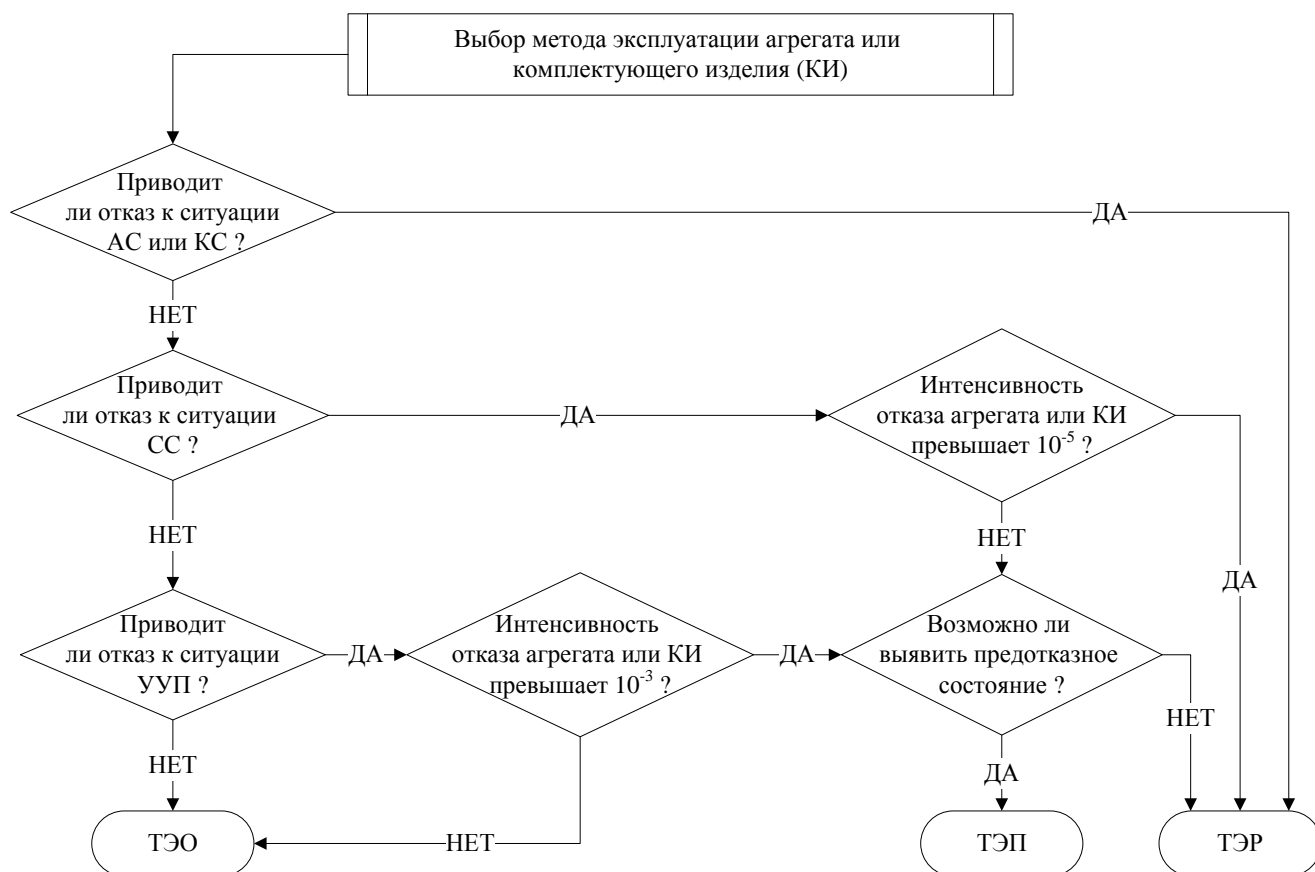 Выбор метода эксплуатации агрегата или
комплектующего изделия (КИ)
Приводит
ли отказ к ситуации
АС или КС ?
ДА
НЕТ
Приводит
ли отказ к ситуации
СС ?
ДА
Интенсивность
отказа агрегата или КИ
превышает 10⁻⁵ ?
НЕТ
НЕТ
ДА
Приводит
ли отказ к ситуации
УУП ?
ДА
Интенсивность
отказа агрегата или КИ
превышает 10⁻³ ?
ДА
Возможно ли
выявить предотказное
состояние ?
НЕТ
НЕТ
ДА
ТЭО
НЕТ
ТЭП
ТЭР